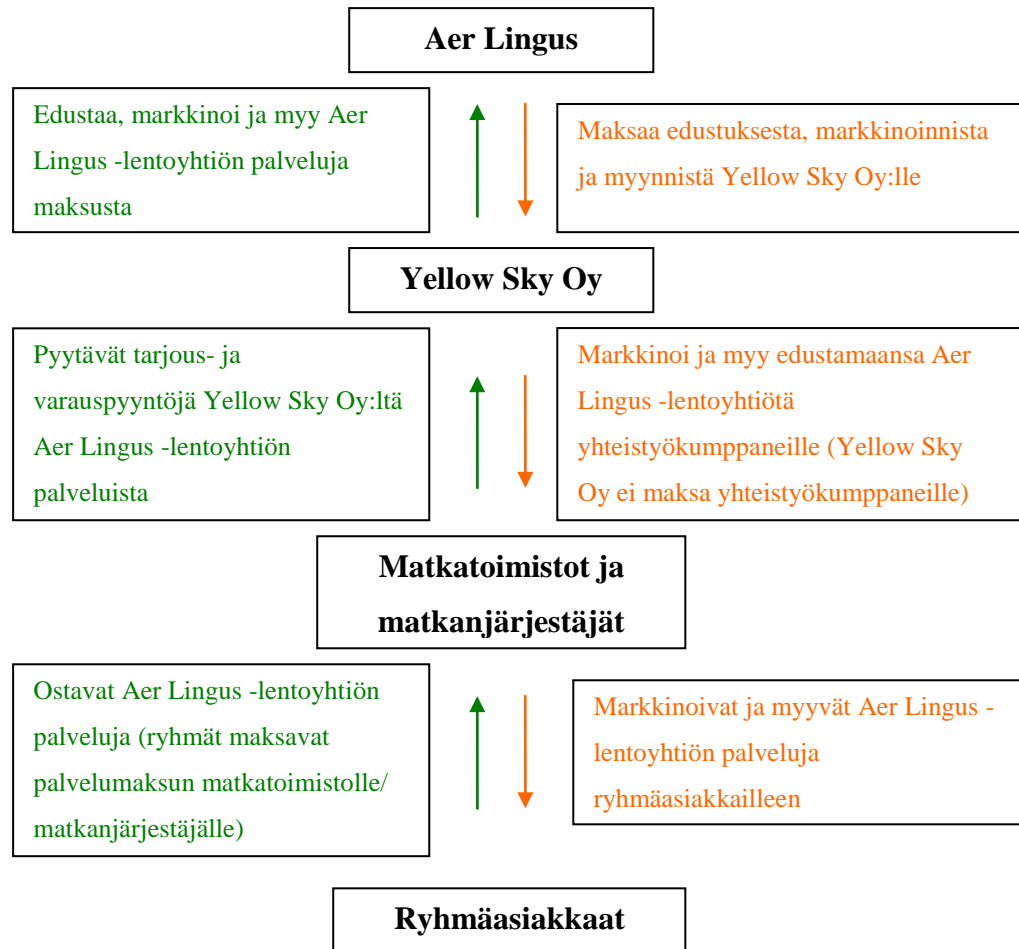 Aer Lingus
Edustaa, markkinoi ja myy Aer
Lingus -lentoyhtiön palveluja
maksusta
Maksaa edustuksesta, markkinoinnista
ja myynnistä Yellow Sky Oy:lle
Yellow Sky Oy
Pyytävät tarjous- ja
varauspyyntöjä Yellow Sky Oy:ltä
Aer Lingus -lentoyhtiön
palveluista
Markkinoi ja myy edustamaansa Aer
Lingus -lentoyhtiötä
yhteistyökumppaneille (Yellow Sky
Oy ei maksa yhteistyökumppaneille)
Matkatoimistot ja
matkanjärjestäjät
Ostavat Aer Lingus -lentoyhtiön
palveluja (ryhmät maksavat
palvelumaksun matkatoimistolle/
matkanjärjestäjälle)
Markkinoivat ja myyvät Aer Lingus -
lentoyhtiön palveluja
ryhmäasiakkailleen
Ryhmäasiakkaat